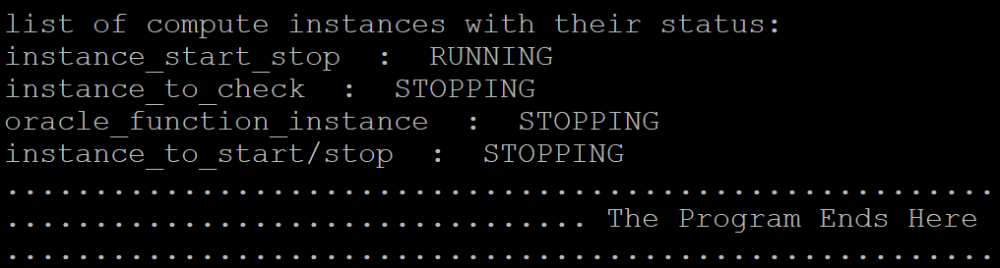 list of compute instances with their status:
instance_start_stop  :  RUNNING
instance_to_check  :  STOPPING
oracle_function_instance  :  STOPPING
instance_to_start/stop  :  STOPPING
........................................................
................................. The Program Ends Here
........................................................